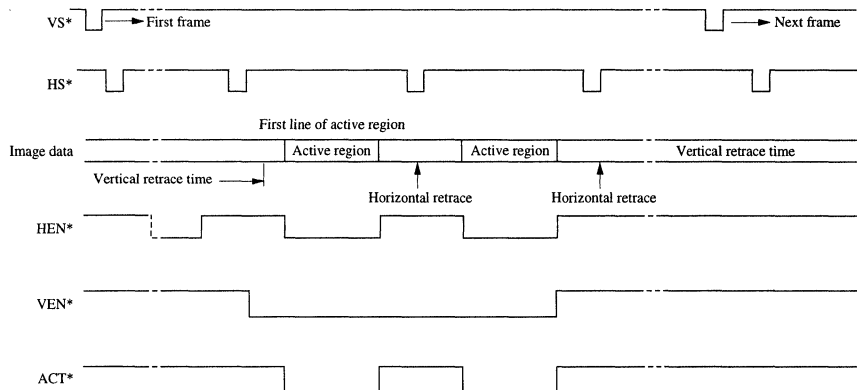 VS*
First frame
Next frame
HS*
First line of active region
Image data
Active region
Active region
Vertical retrace time
Vertical retrace time
Horizontal retrace
Horizontal retrace
HEN*
VEN*
ACT*